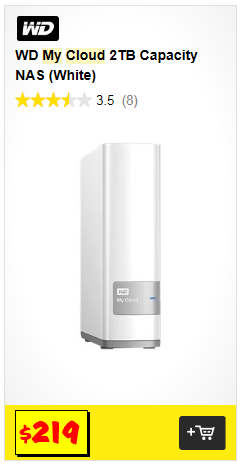 WD
WD My Cloud 2TB Capacity
NAS (White)
3.5 (8)
WD
My Cloud
$219
+